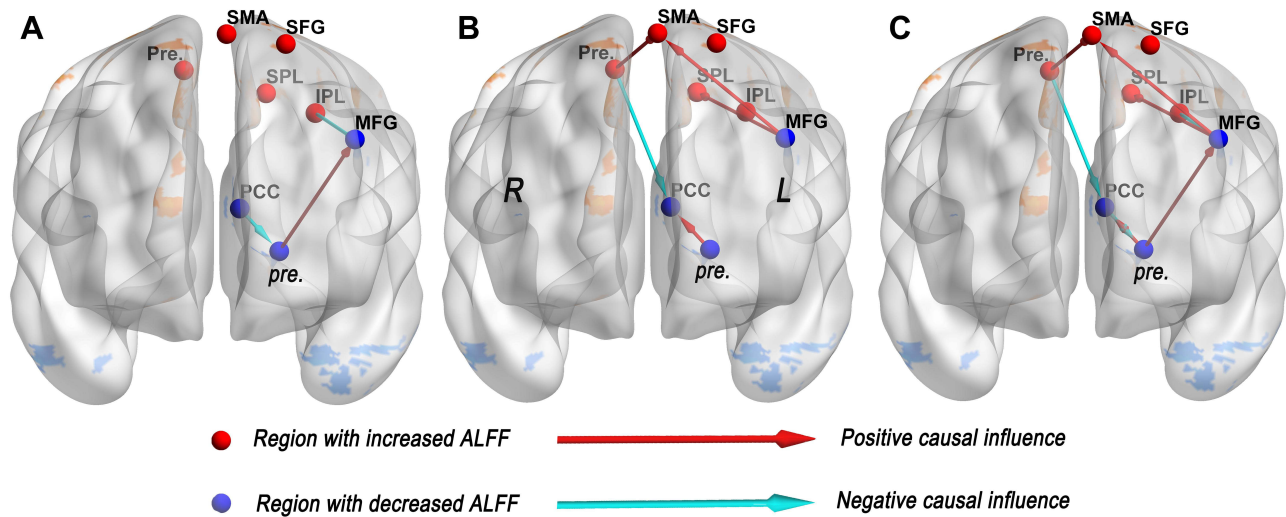 A
SMA
SFG
Pre.
SPL
IPL
MFG
PCC
pre.
B
SMA
SFG
Pre.
SPL
IPL
MFG
R
PCC
L
pre.
C
SMA
SFG
Pre.
SPL
IPL
MFG
PCC
pre.
Region with increased ALFF
Positive causal influence
Region with decreased ALFF
Negative causal influence